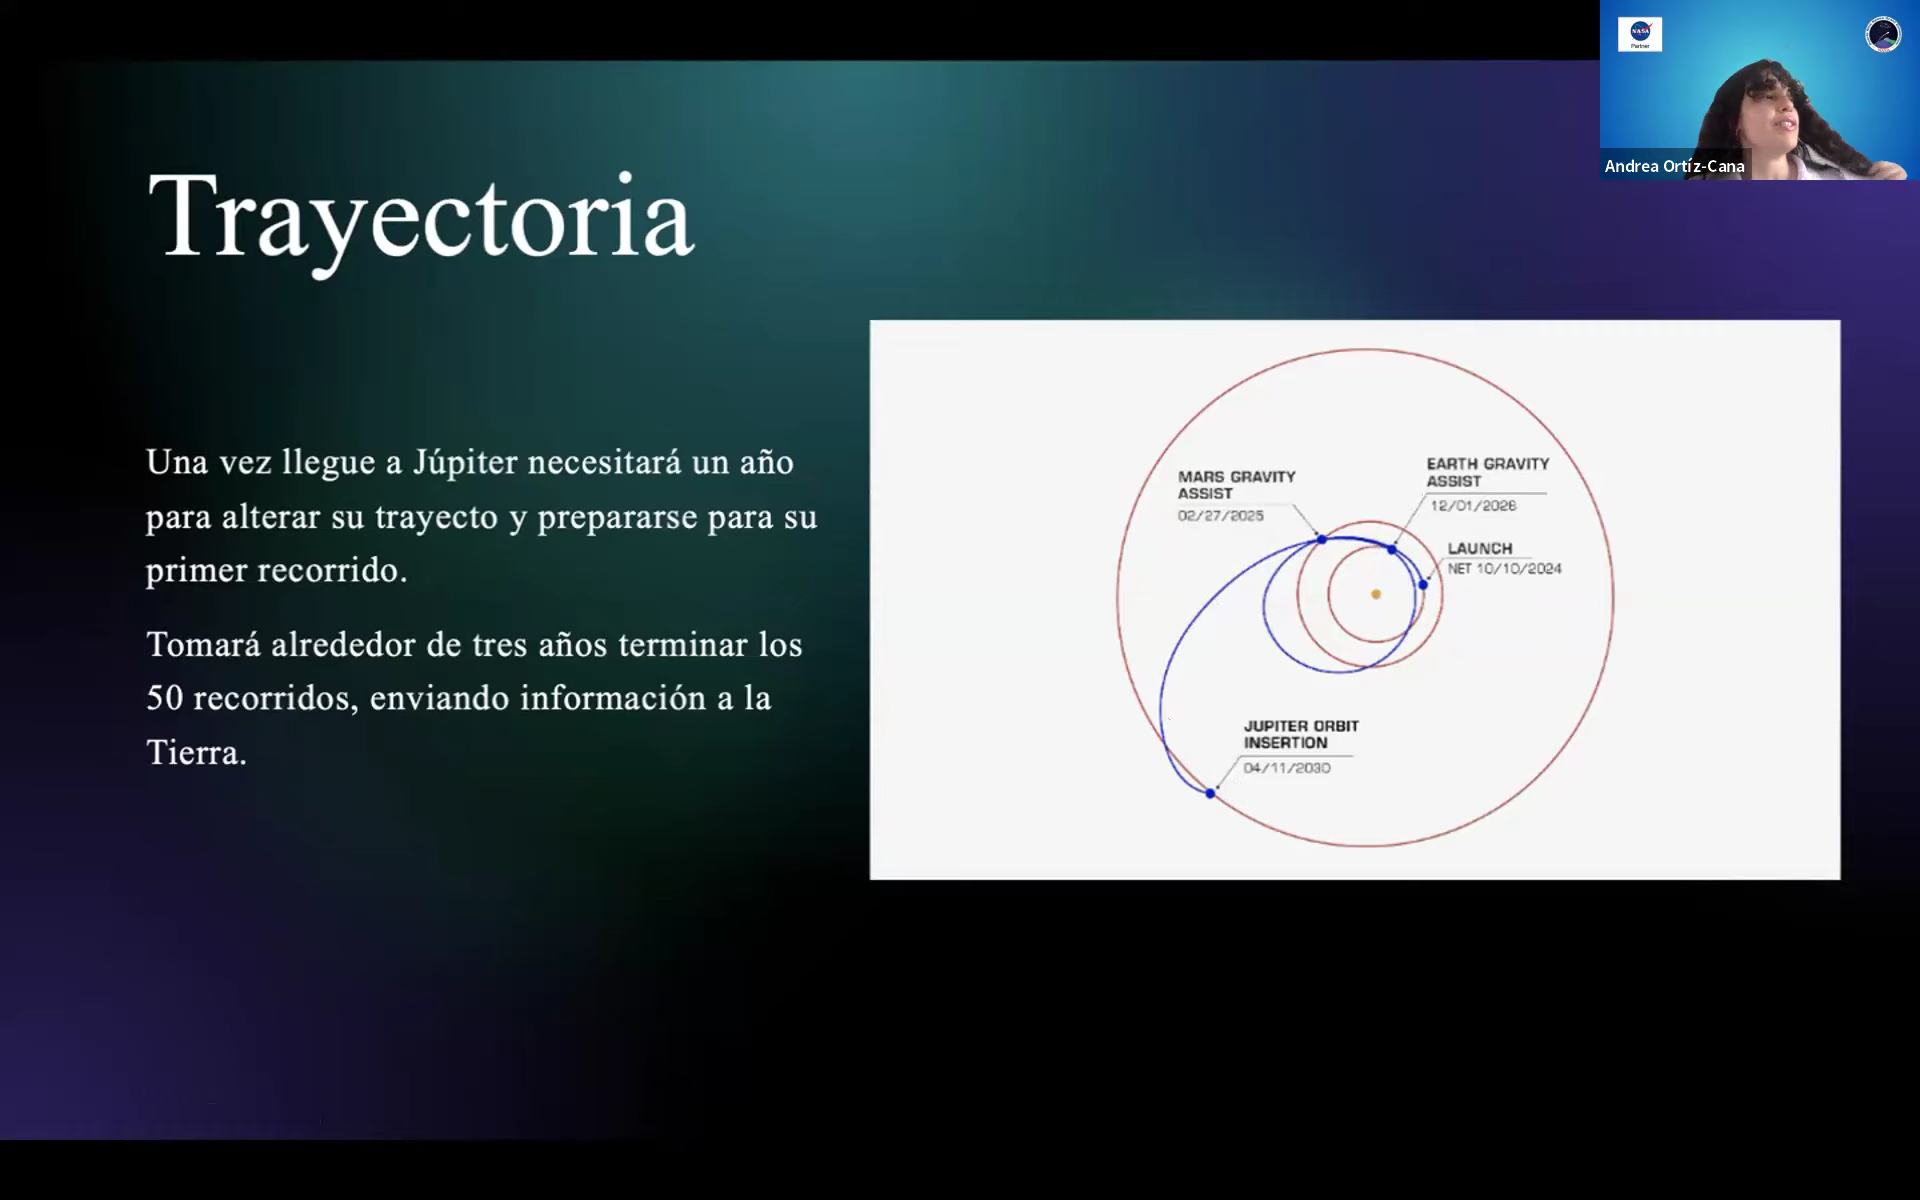 NASA
Partner
Andrea Ortíz-Cana
Trayectoria
Una vez llegue a Júpiter necesitará un año
para alterar su trayecto y prepararse para su
primer recorrido.
Tomará alrededor de tres años terminar los
50 recorridos, enviando información a la
Tierra.
MARS GRAVITY
ASSIST
02/27/2025
EARTH GRAVITY
ASSIST
12/01/2026
LAUNCH
NET 10/10/2024
JUPITER ORBIT
INSERTION
04/11/2030